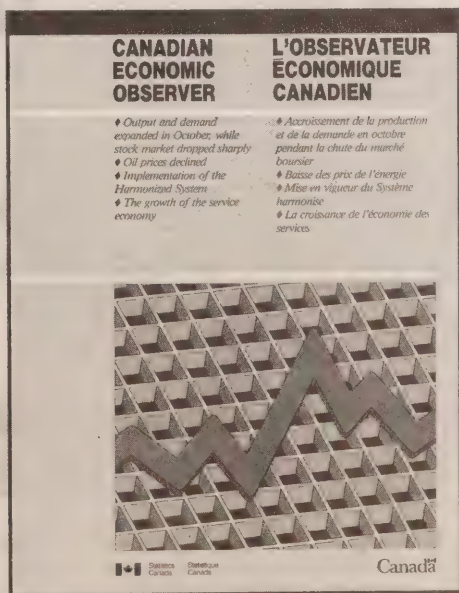 CANADIAN
ECONOMIC
OBSERVER
♦ Output and demand
expanded in October, while
stock market dropped sharply
♦ Oil prices declined
♦ Implementation of the
Harmonized System
♦ The growth of the service
economy
L'OBSERVATEUR
ÉCONOMIQUE
CANADIEN
♦ Accroissement de la production
et de la demande en octobre
pendant la chute du marché
boursier
♦ Baisse des prix de l'énergie
♦ Mise en vigueur du Système
harmonisé
♦ La croissance de l'économie des
services
Statistics
Canada
Statistique
Canada
Canada